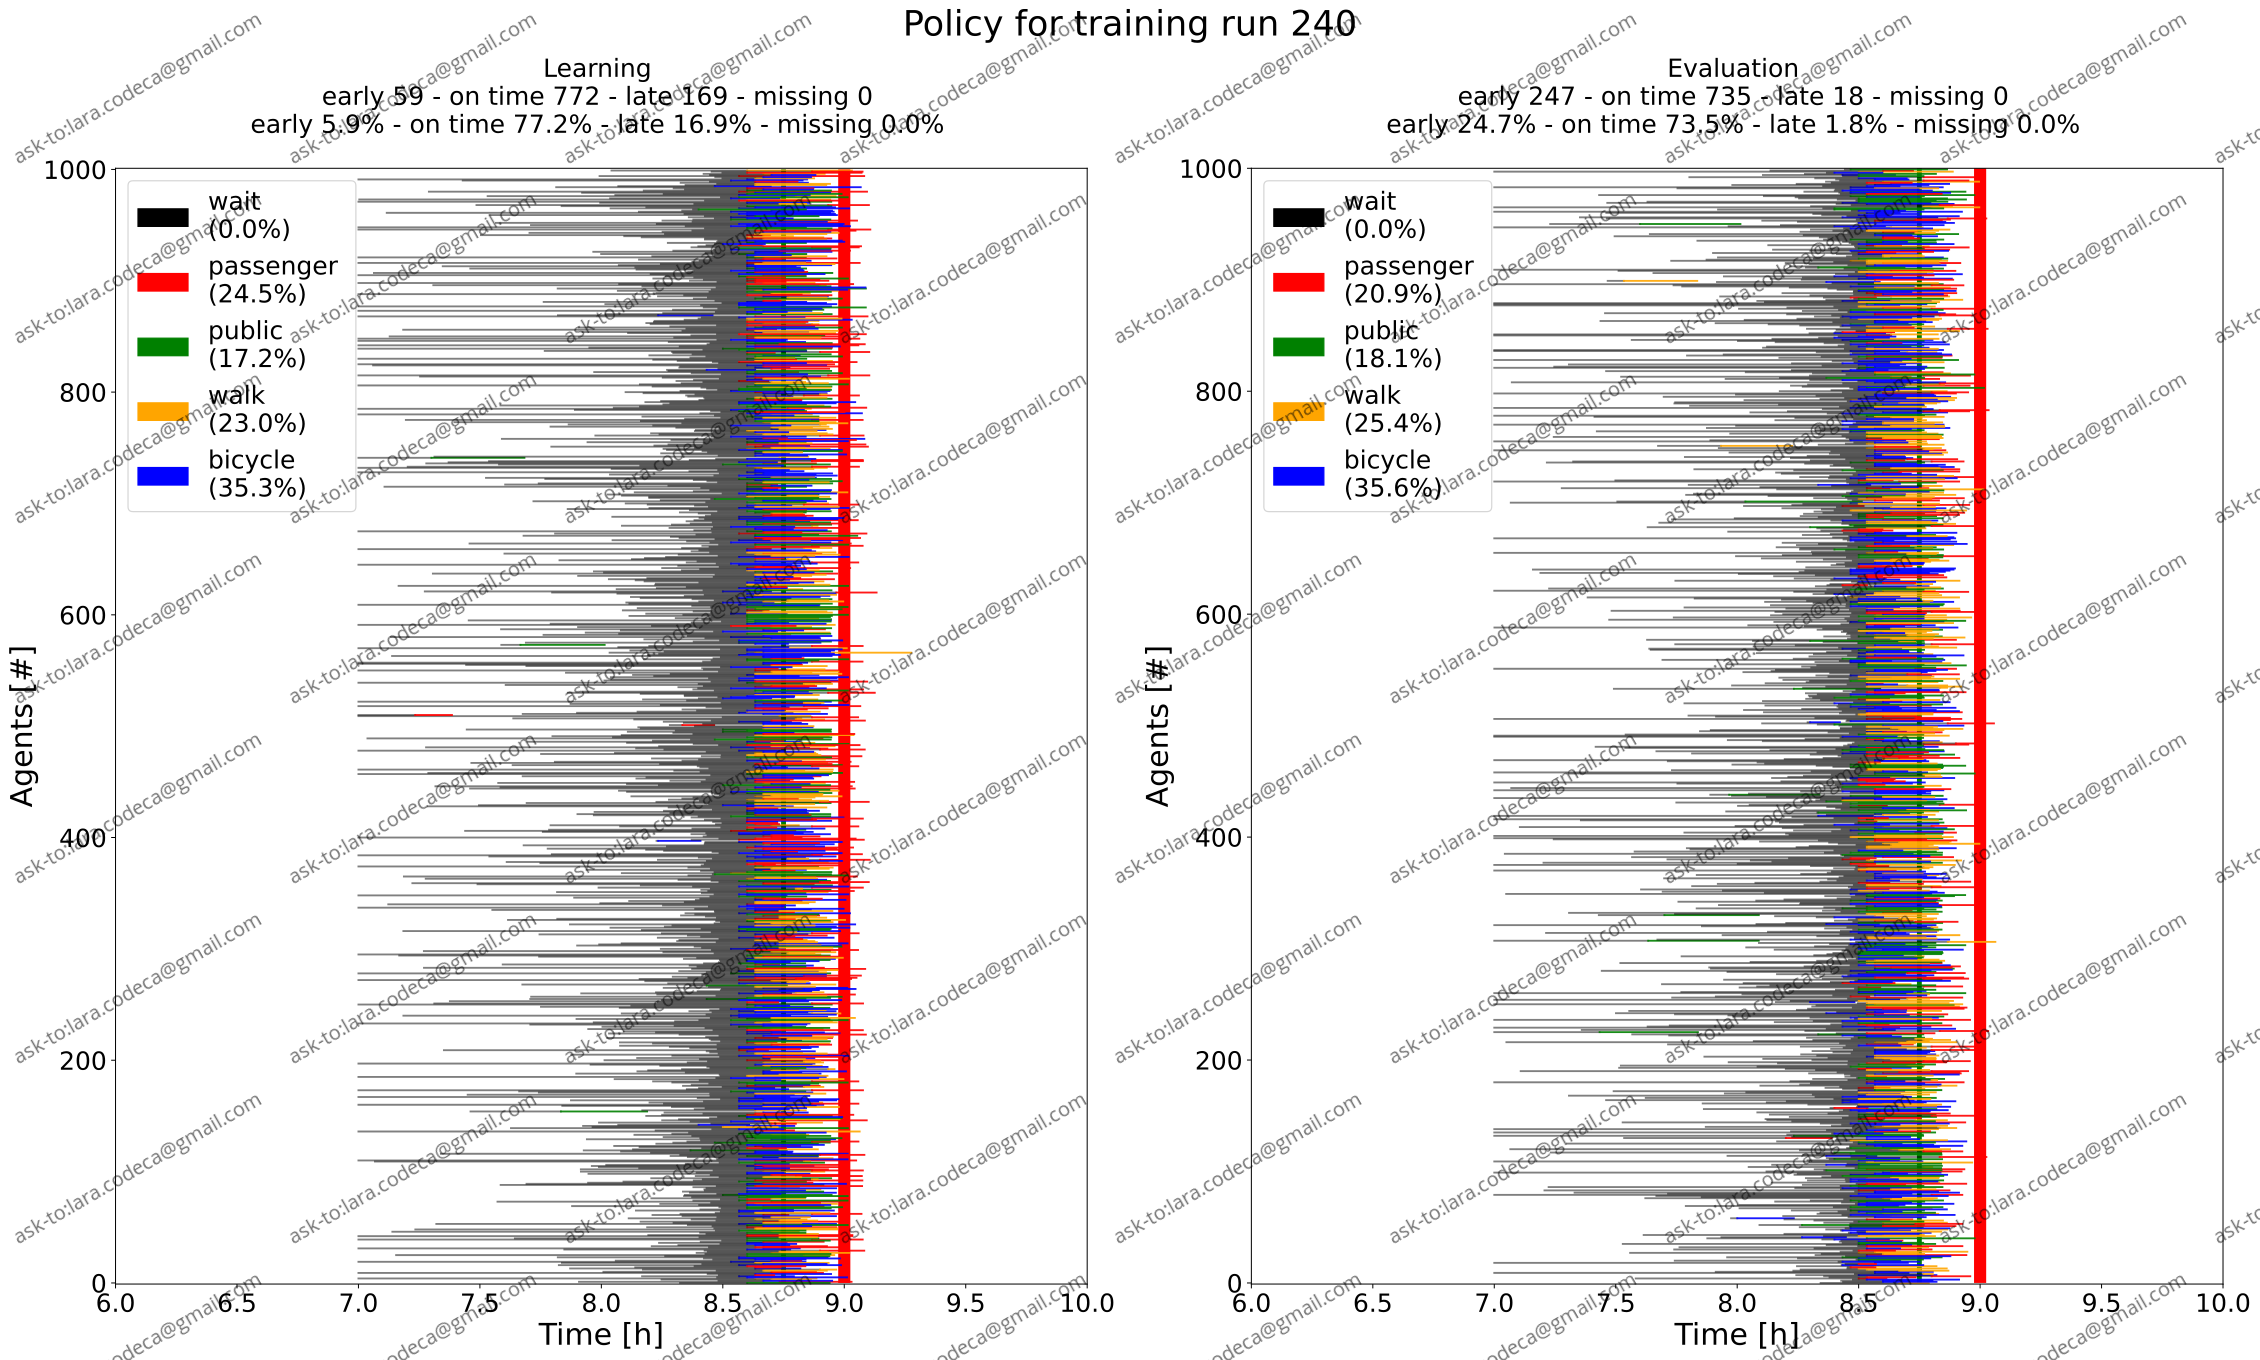 Policy for training run 240
Learning
early 59 - on time 772 - late 169 - missing 0
early 5.9% - on time 77.2% - late 16.9% - missing 0.0%
1000
800
600
400
200
0
Agents [#]
wait
(0.0%)
passenger
(24.5%)
public
(17.2%)
walk
(23.0%)
bicycle
(35.3%)
6.0 6.5 7.0 7.5 8.0 8.5 9.0 9.5 10.0
Time [h]
Evaluation
early 247 - on time 735 - late 18 - missing 0
early 24.7% - on time 73.5% - late 1.8% - missing 0.0%
1000
800
600
400
200
0
Agents [#]
wait
(0.0%)
passenger
(20.9%)
public
(18.1%)
walk
(25.4%)
bicycle
(35.6%)
6.0 6.5 7.0 7.5 8.0 8.5 9.0 9.5 10.0
Time [h]
ask-to:lara.codeca@gmail.com